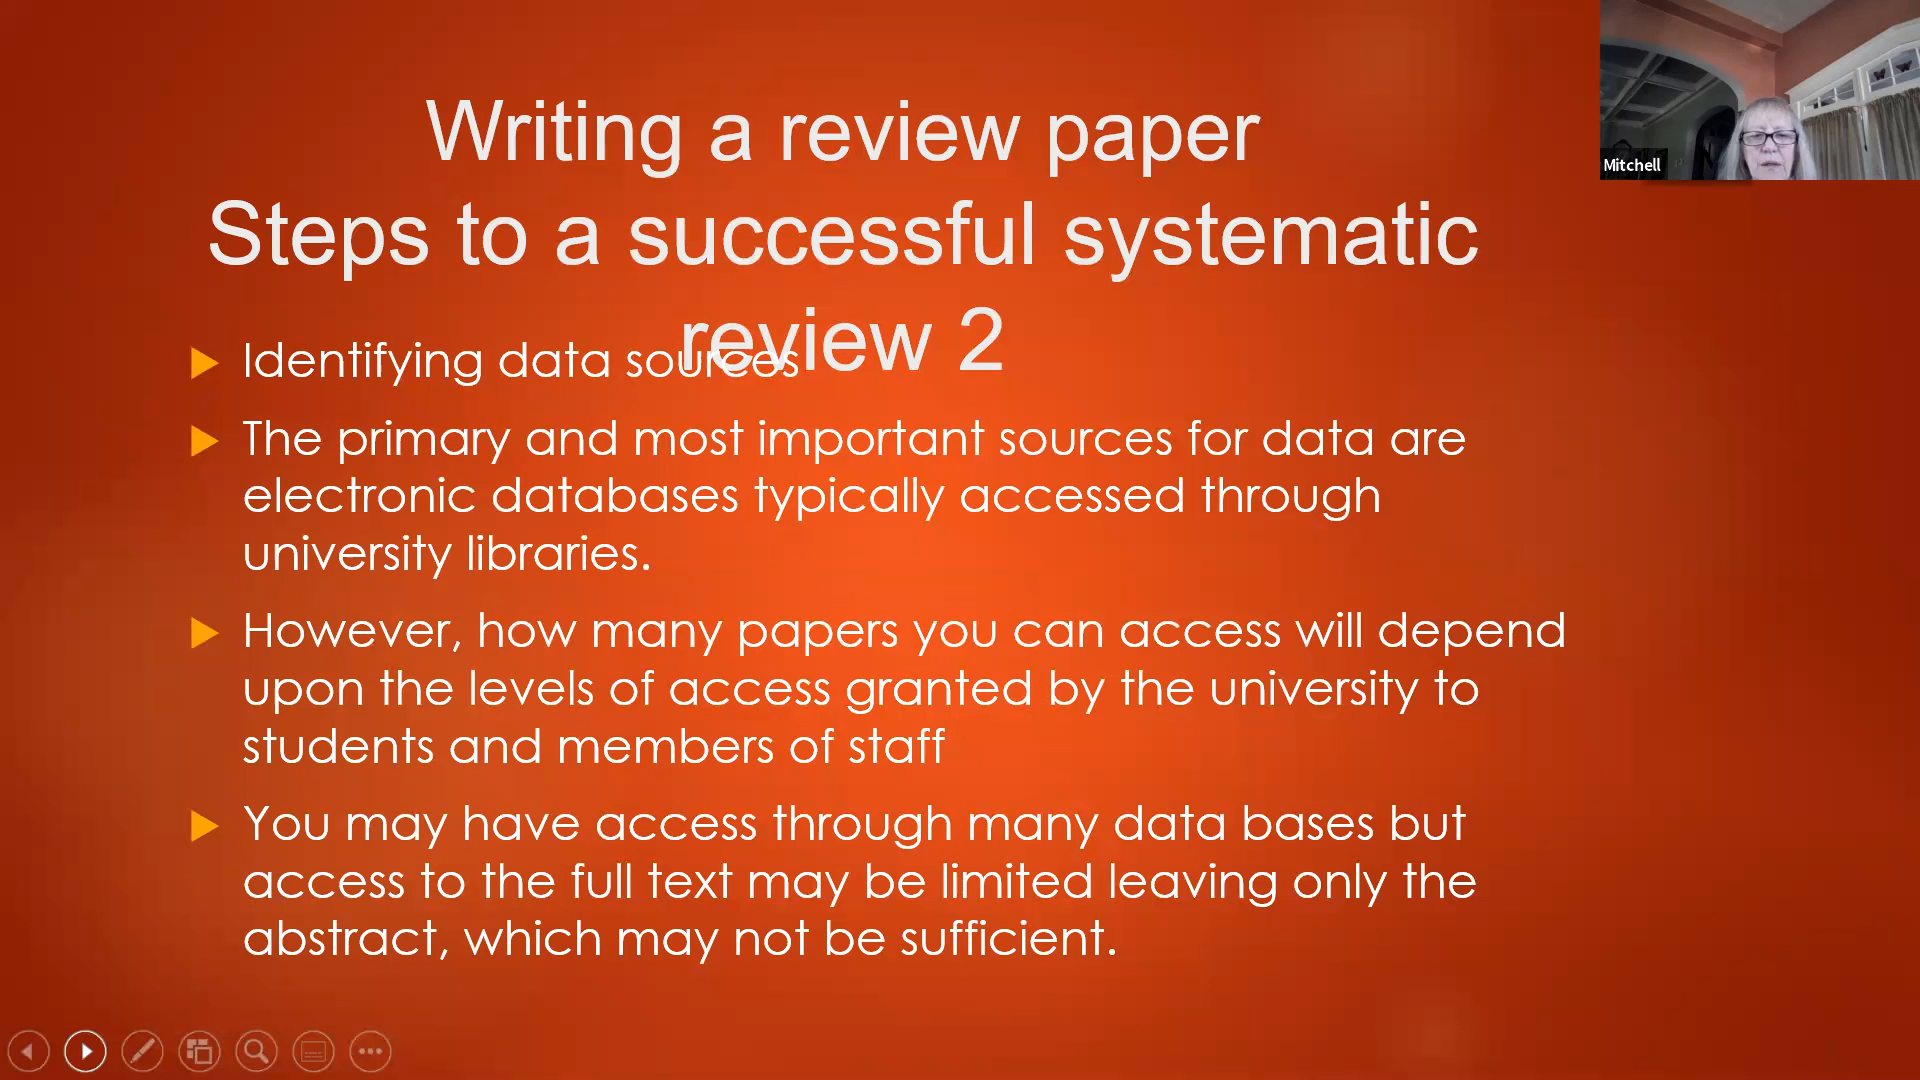 Writing a review paper
Steps to a successful systematic
review 2
Mitchell
Identifying data sources
The primary and most important sources for data are
electronic databases typically accessed through
university libraries.
However, how many papers you can access will depend
upon the levels of access granted by the university to
students and members of staff
You may have access through many data bases but
access to the full text may be limited leaving only the
abstract, which may not be sufficient.